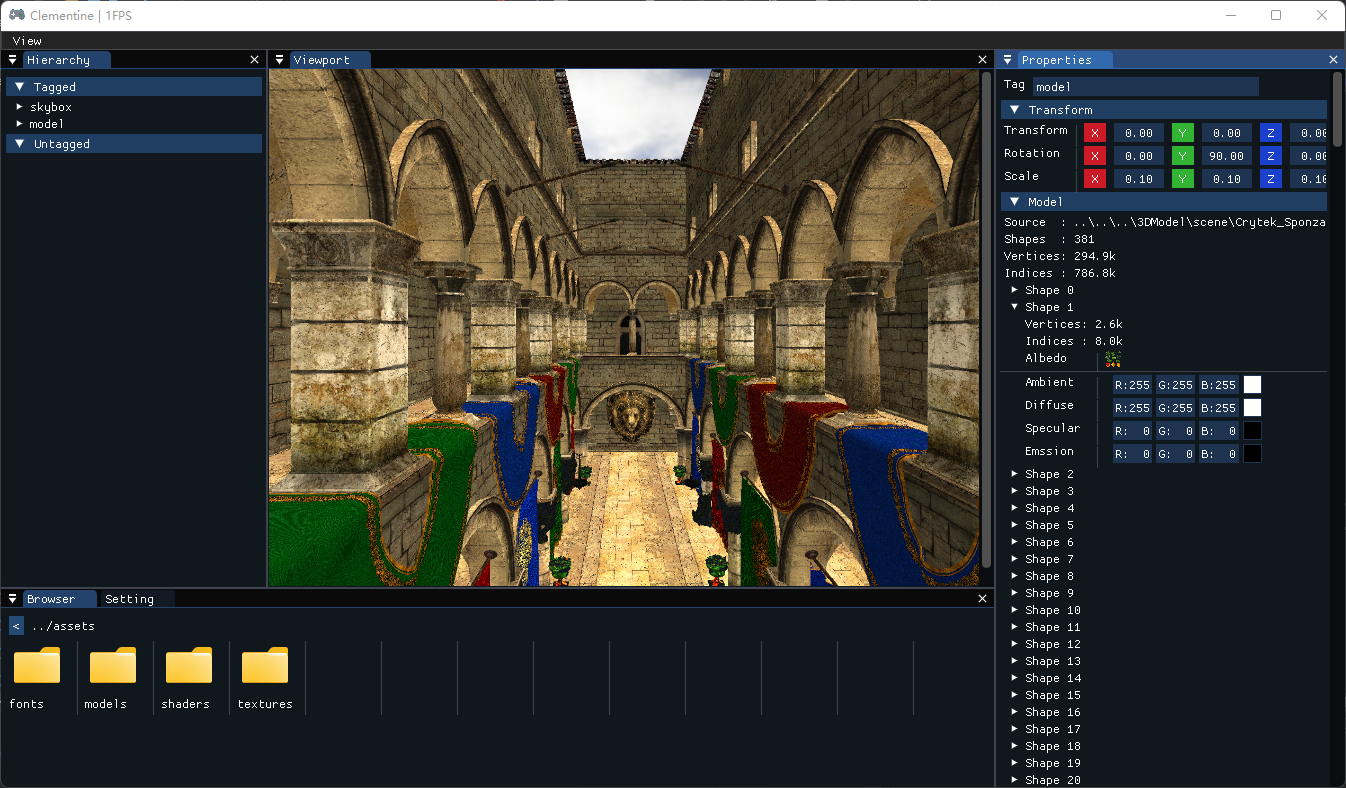 Clementine | 1FPS
View
Hierarchy
Tagged
skybox
model
Untagged
Viewport
Browser Setting
< ../assets
fonts models shaders textures
Properties
Tag model
Transform
Transform X 0.00 Y 0.00 Z 0.00
Rotation X 0.00 Y 90.00 Z 0.00
Scale X 0.10 Y 0.10 Z 0.10
Model
Source : ..\..\..\3DModel\scene\Crytek_Sponza
Shapes : 381
Vertices: 294.9k
Indices : 786.8k
Shape 0
Shape 1
Vertices: 2.6k
Indices : 8.0k
Albedo
Ambient R:255 G:255 B:255
Diffuse R:255 G:255 B:255
Specular R: 0 G: 0 B: 0
Emssion R: 0 G: 0 B: 0
Shape 2
Shape 3
Shape 4
Shape 5
Shape 6
Shape 7
Shape 8
Shape 9
Shape 10
Shape 11
Shape 12
Shape 13
Shape 14
Shape 15
Shape 16
Shape 17
Shape 18
Shape 19
Shape 20